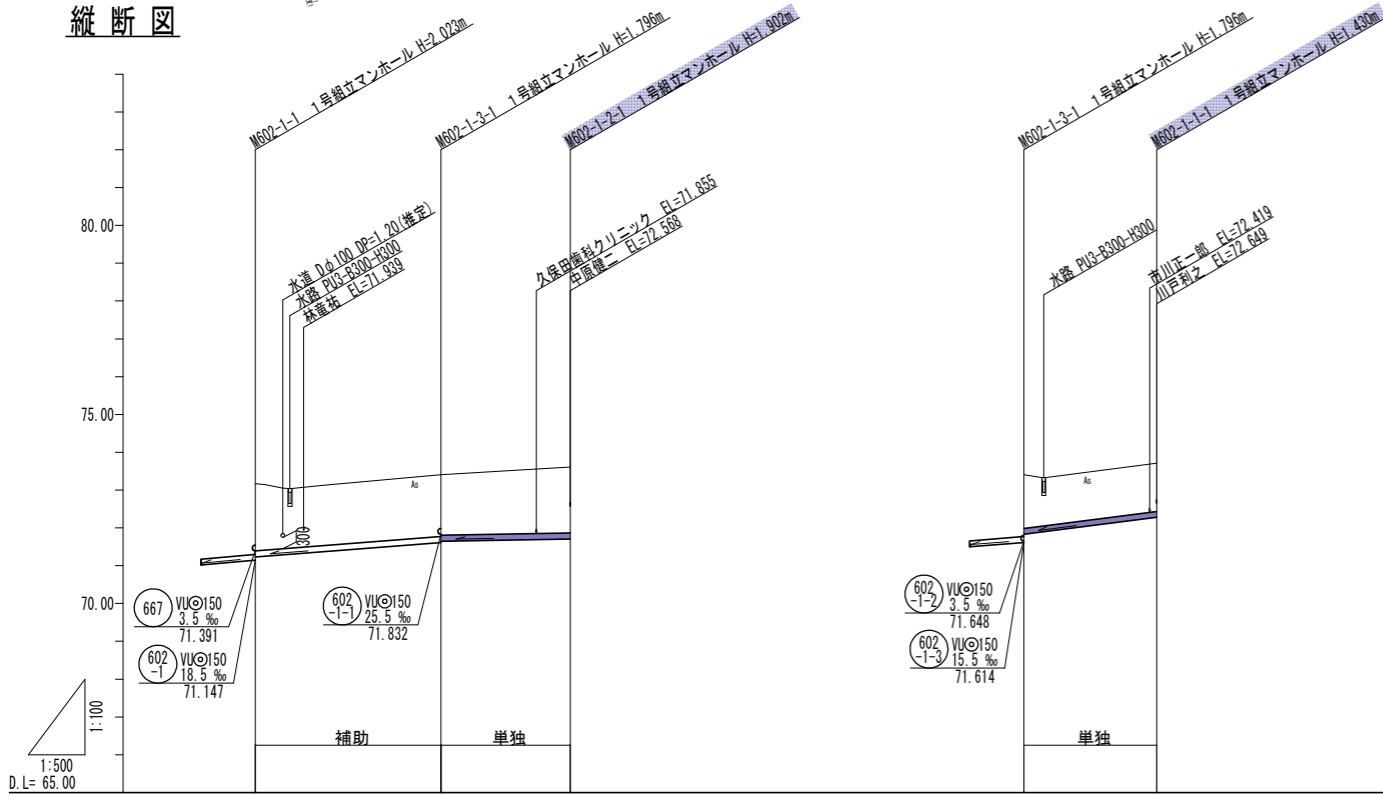 縦断図
M602-1-1 1号組立マンホール H=2.023m
M602-1-3-1 1号組立マンホール H=1.796m
M602-1-2-1 1号組立マンホール H=1.902m
M602-1-3-1 1号組立マンホール H=1.796m
M602-1-1-1 1号組立マンホール H=1.430m
80.00
75.00
70.00
水道 Dφ100 DP=1.20(推定)
水路 PU3-B300-H300
林竜祐 EL=71.939
久保田歯科クリニック EL=71.855
中原健二 EL=72.568
水路 PU3-B300-H300
市川正一郎 EL=72.419
川戸利之 EL=72.649
As
As
300
667
VU◎150
3.5 ‰
71.391
602
-1
VU◎150
18.5 ‰
71.147
602
-1-1
VU◎150
25.5 ‰
71.832
602
-1-2
VU◎150
3.5 ‰
71.648
602
-1-3
VU◎150
15.5 ‰
71.614
補助
単独
単独
1:100
1:500
D.L= 65.00